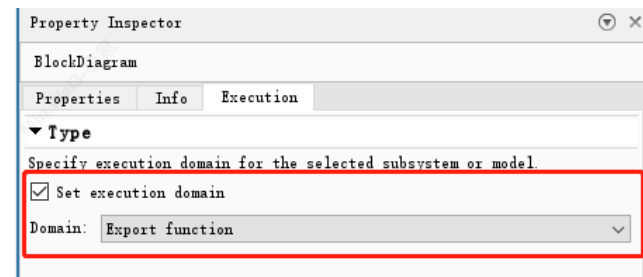 Property Inspector
BlockDiagram
Properties Info Execution
Type
Specify execution domain for the selected subsystem or model.
Set execution domain
Domain: Export function